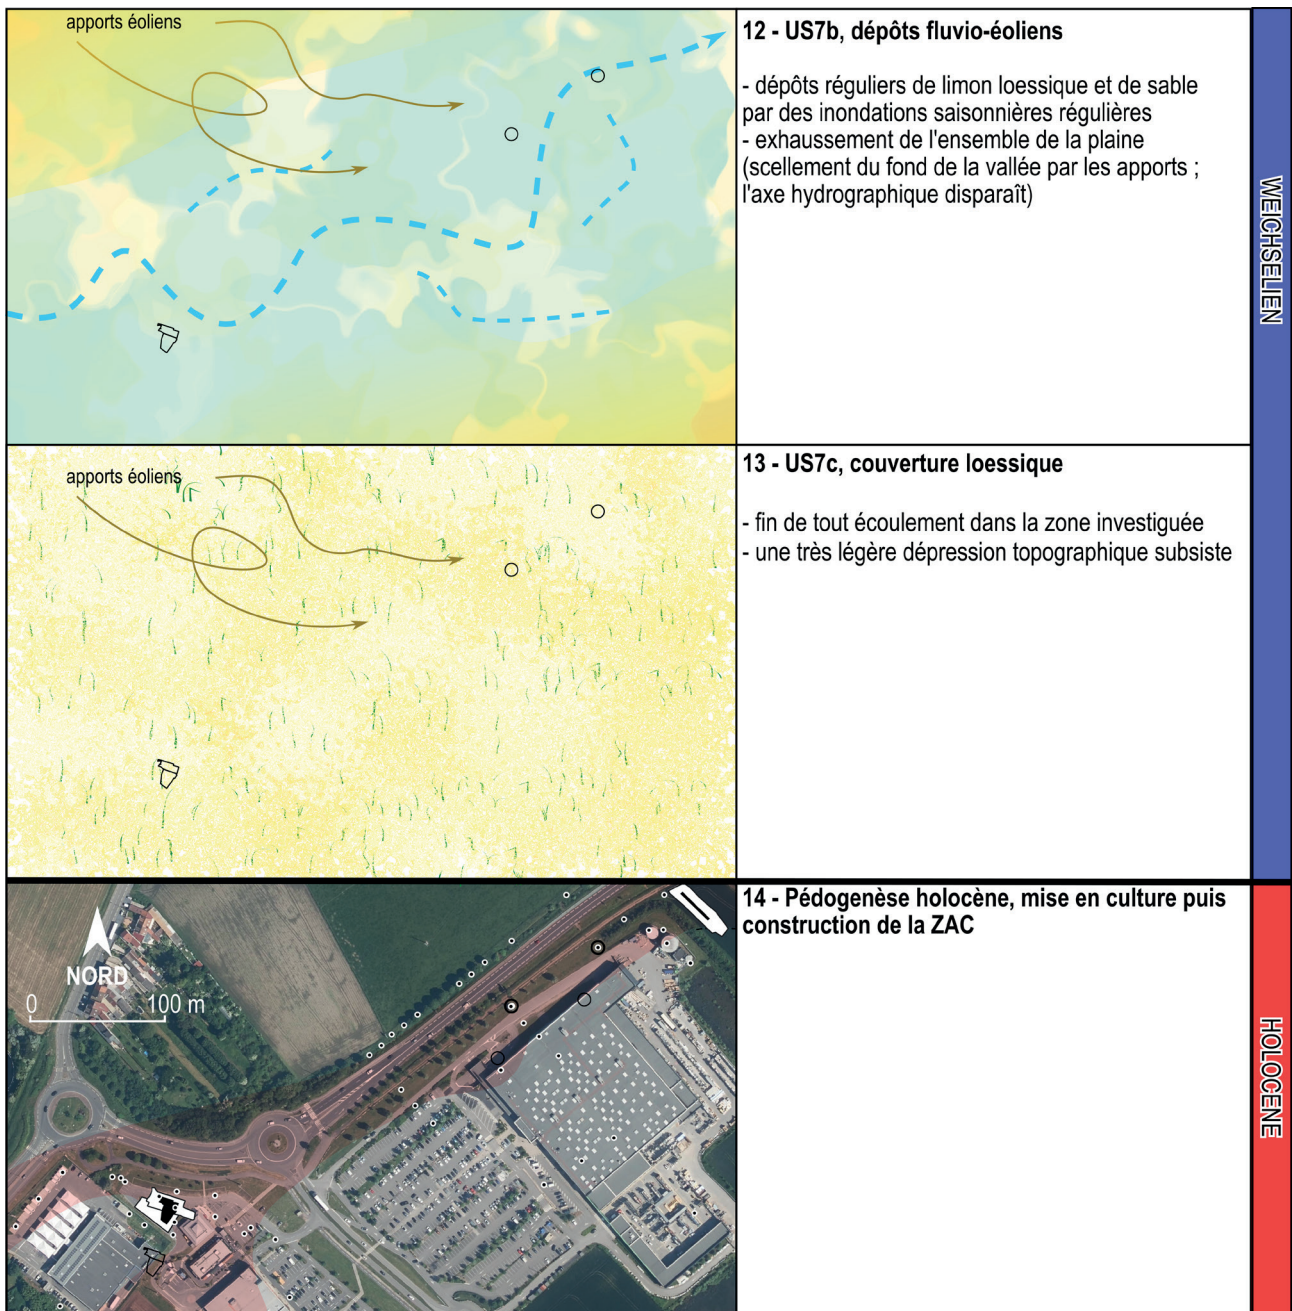 apports éoliens
12 - US7b, dépôts fluvio-éoliens
- dépôts réguliers de limon loessique et de sable
par des inondations saisonnières régulières
- exhaussement de l'ensemble de la plaine
(scellement du fond de la vallée par les apports ;
l'axe hydrographique disparaît)
WEICHSELIEN
apports éoliens
13 - US7c, couverture loessique
- fin de tout écoulement dans la zone investiguée
- une très légère dépression topographique subsiste
NORD
0 100 m
14 - Pédogenèse holocène, mise en culture puis
construction de la ZAC
HOLOCENE